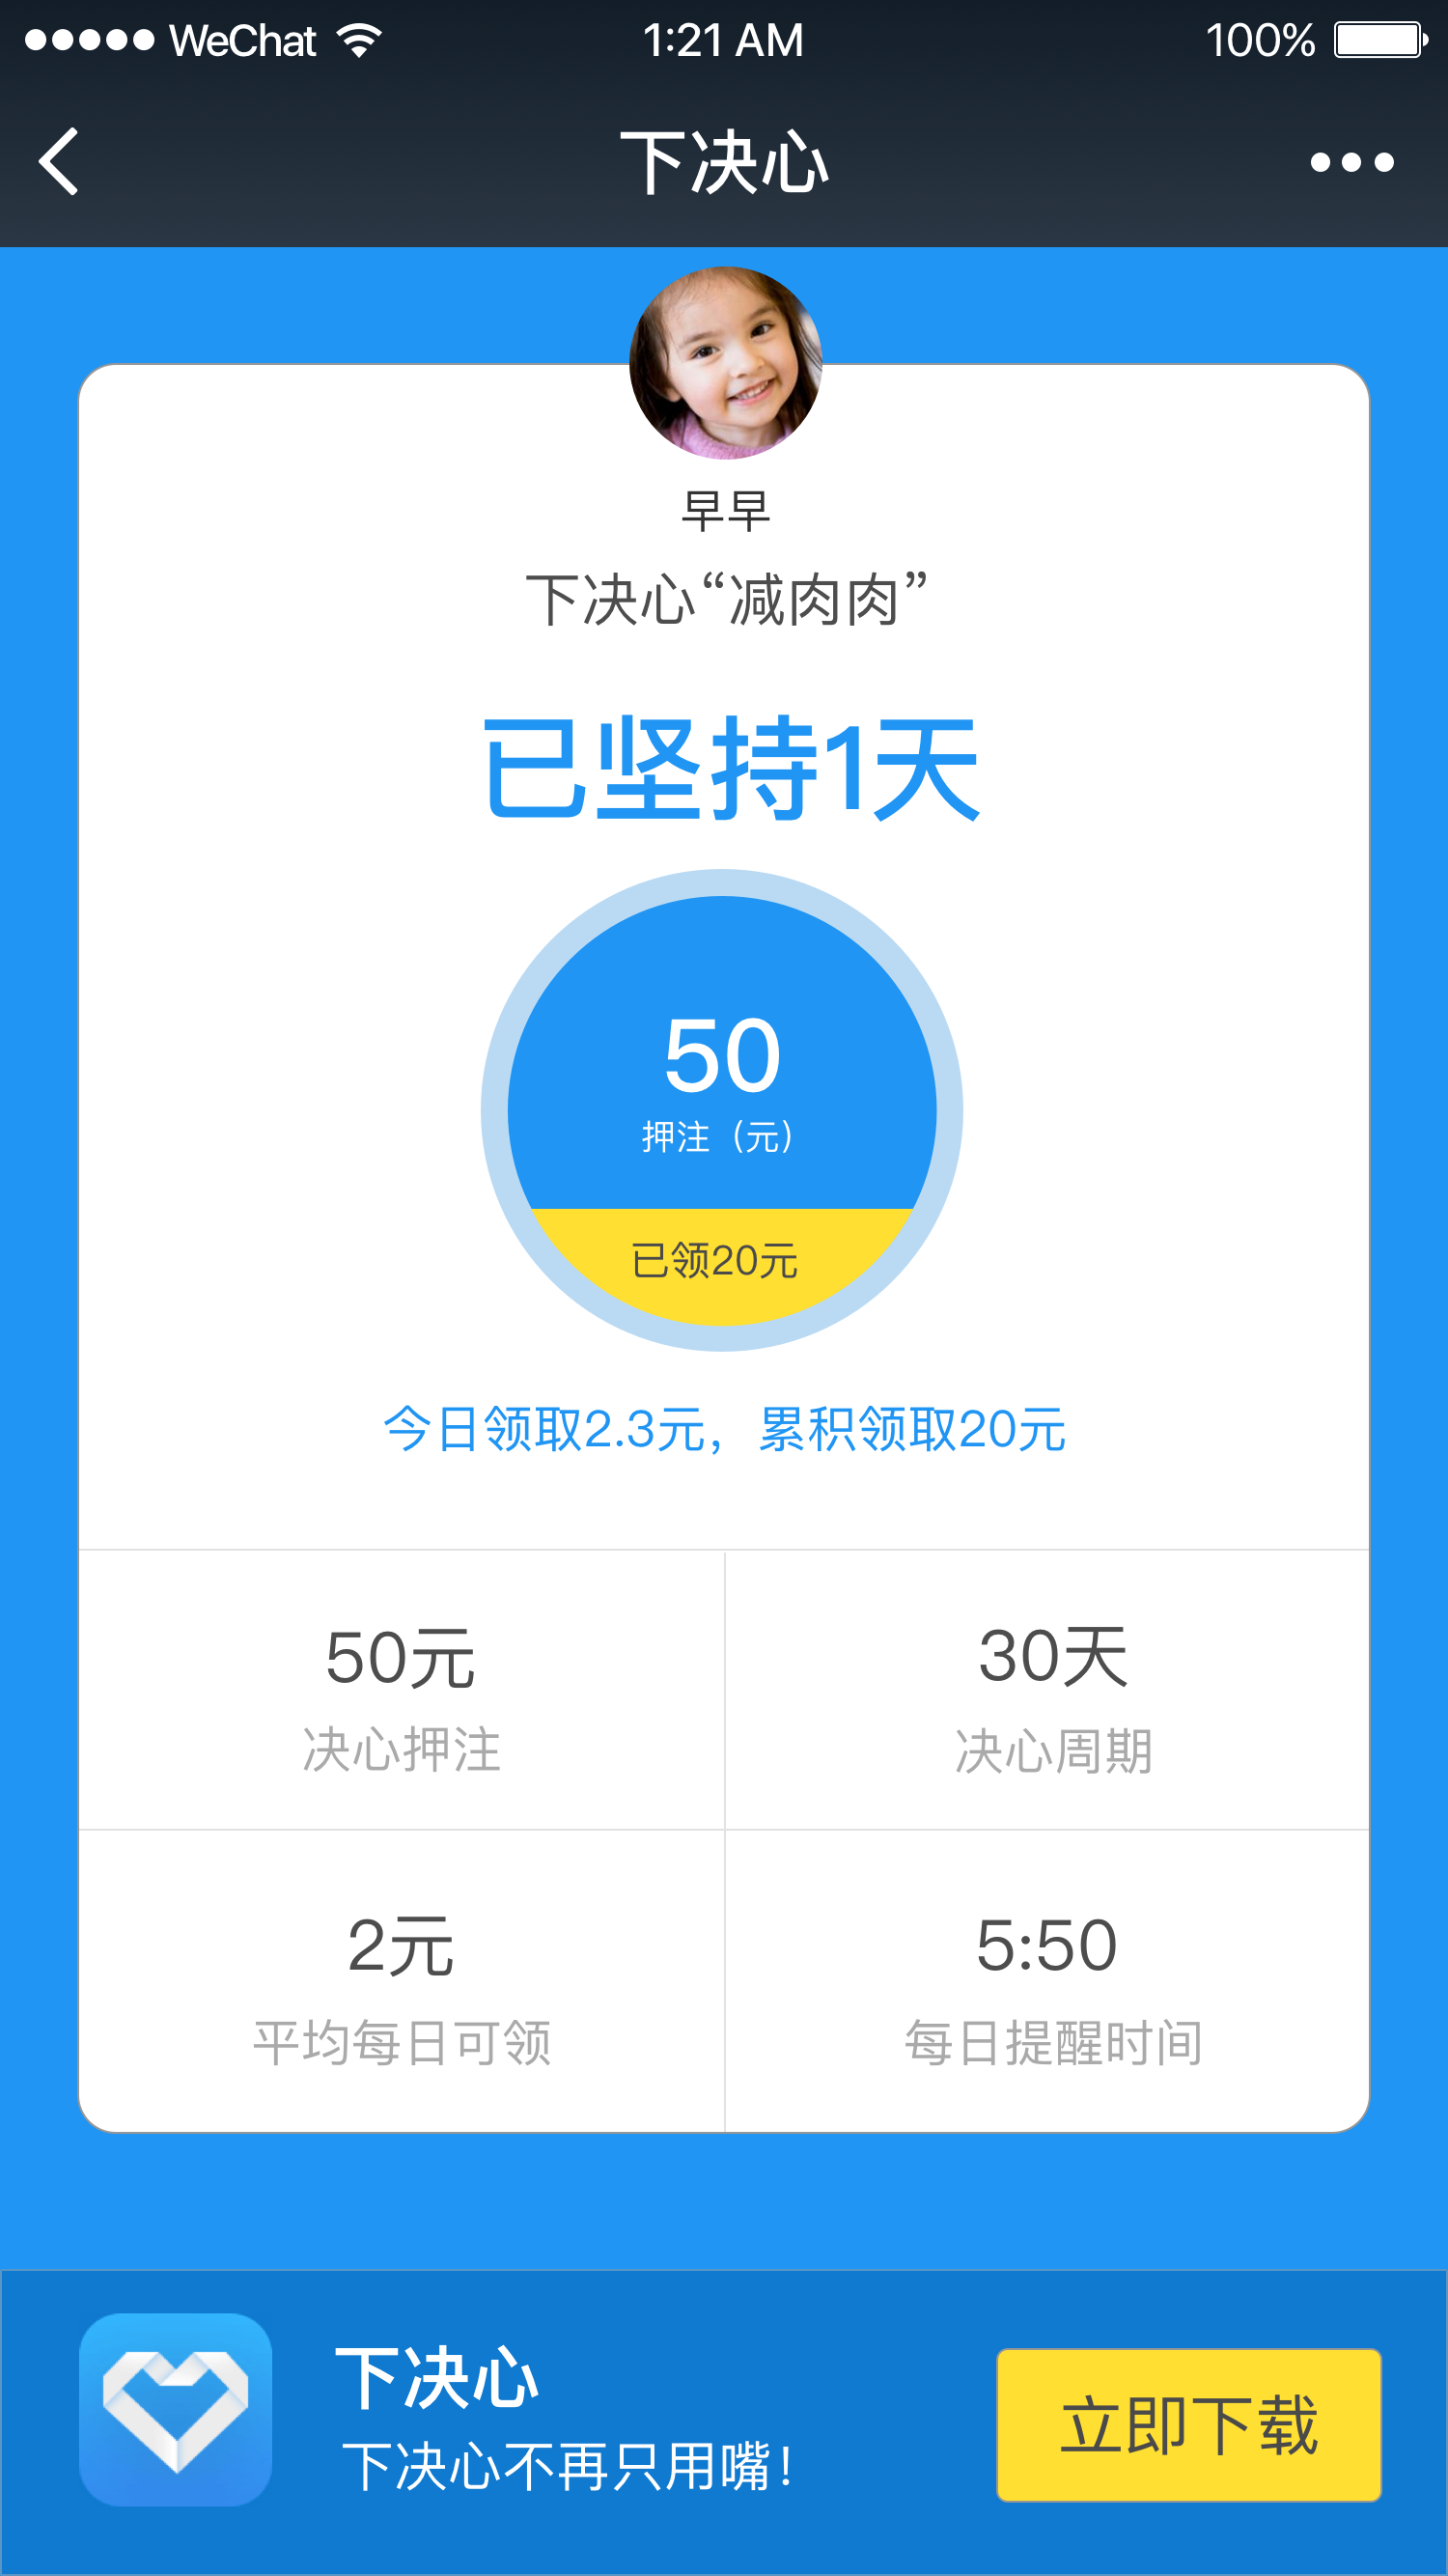 WeChat 1:21 AM 100%
下决心
早早
下决心“减肉肉”
已坚持1天
50
押注（元）
已领20元
今日领取2.3元，累积领取20元
50元
30天
决心押注
决心周期
2元
5:50
平均每日可领
每日提醒时间
下决心
下决心不再只用嘴！
立即下载